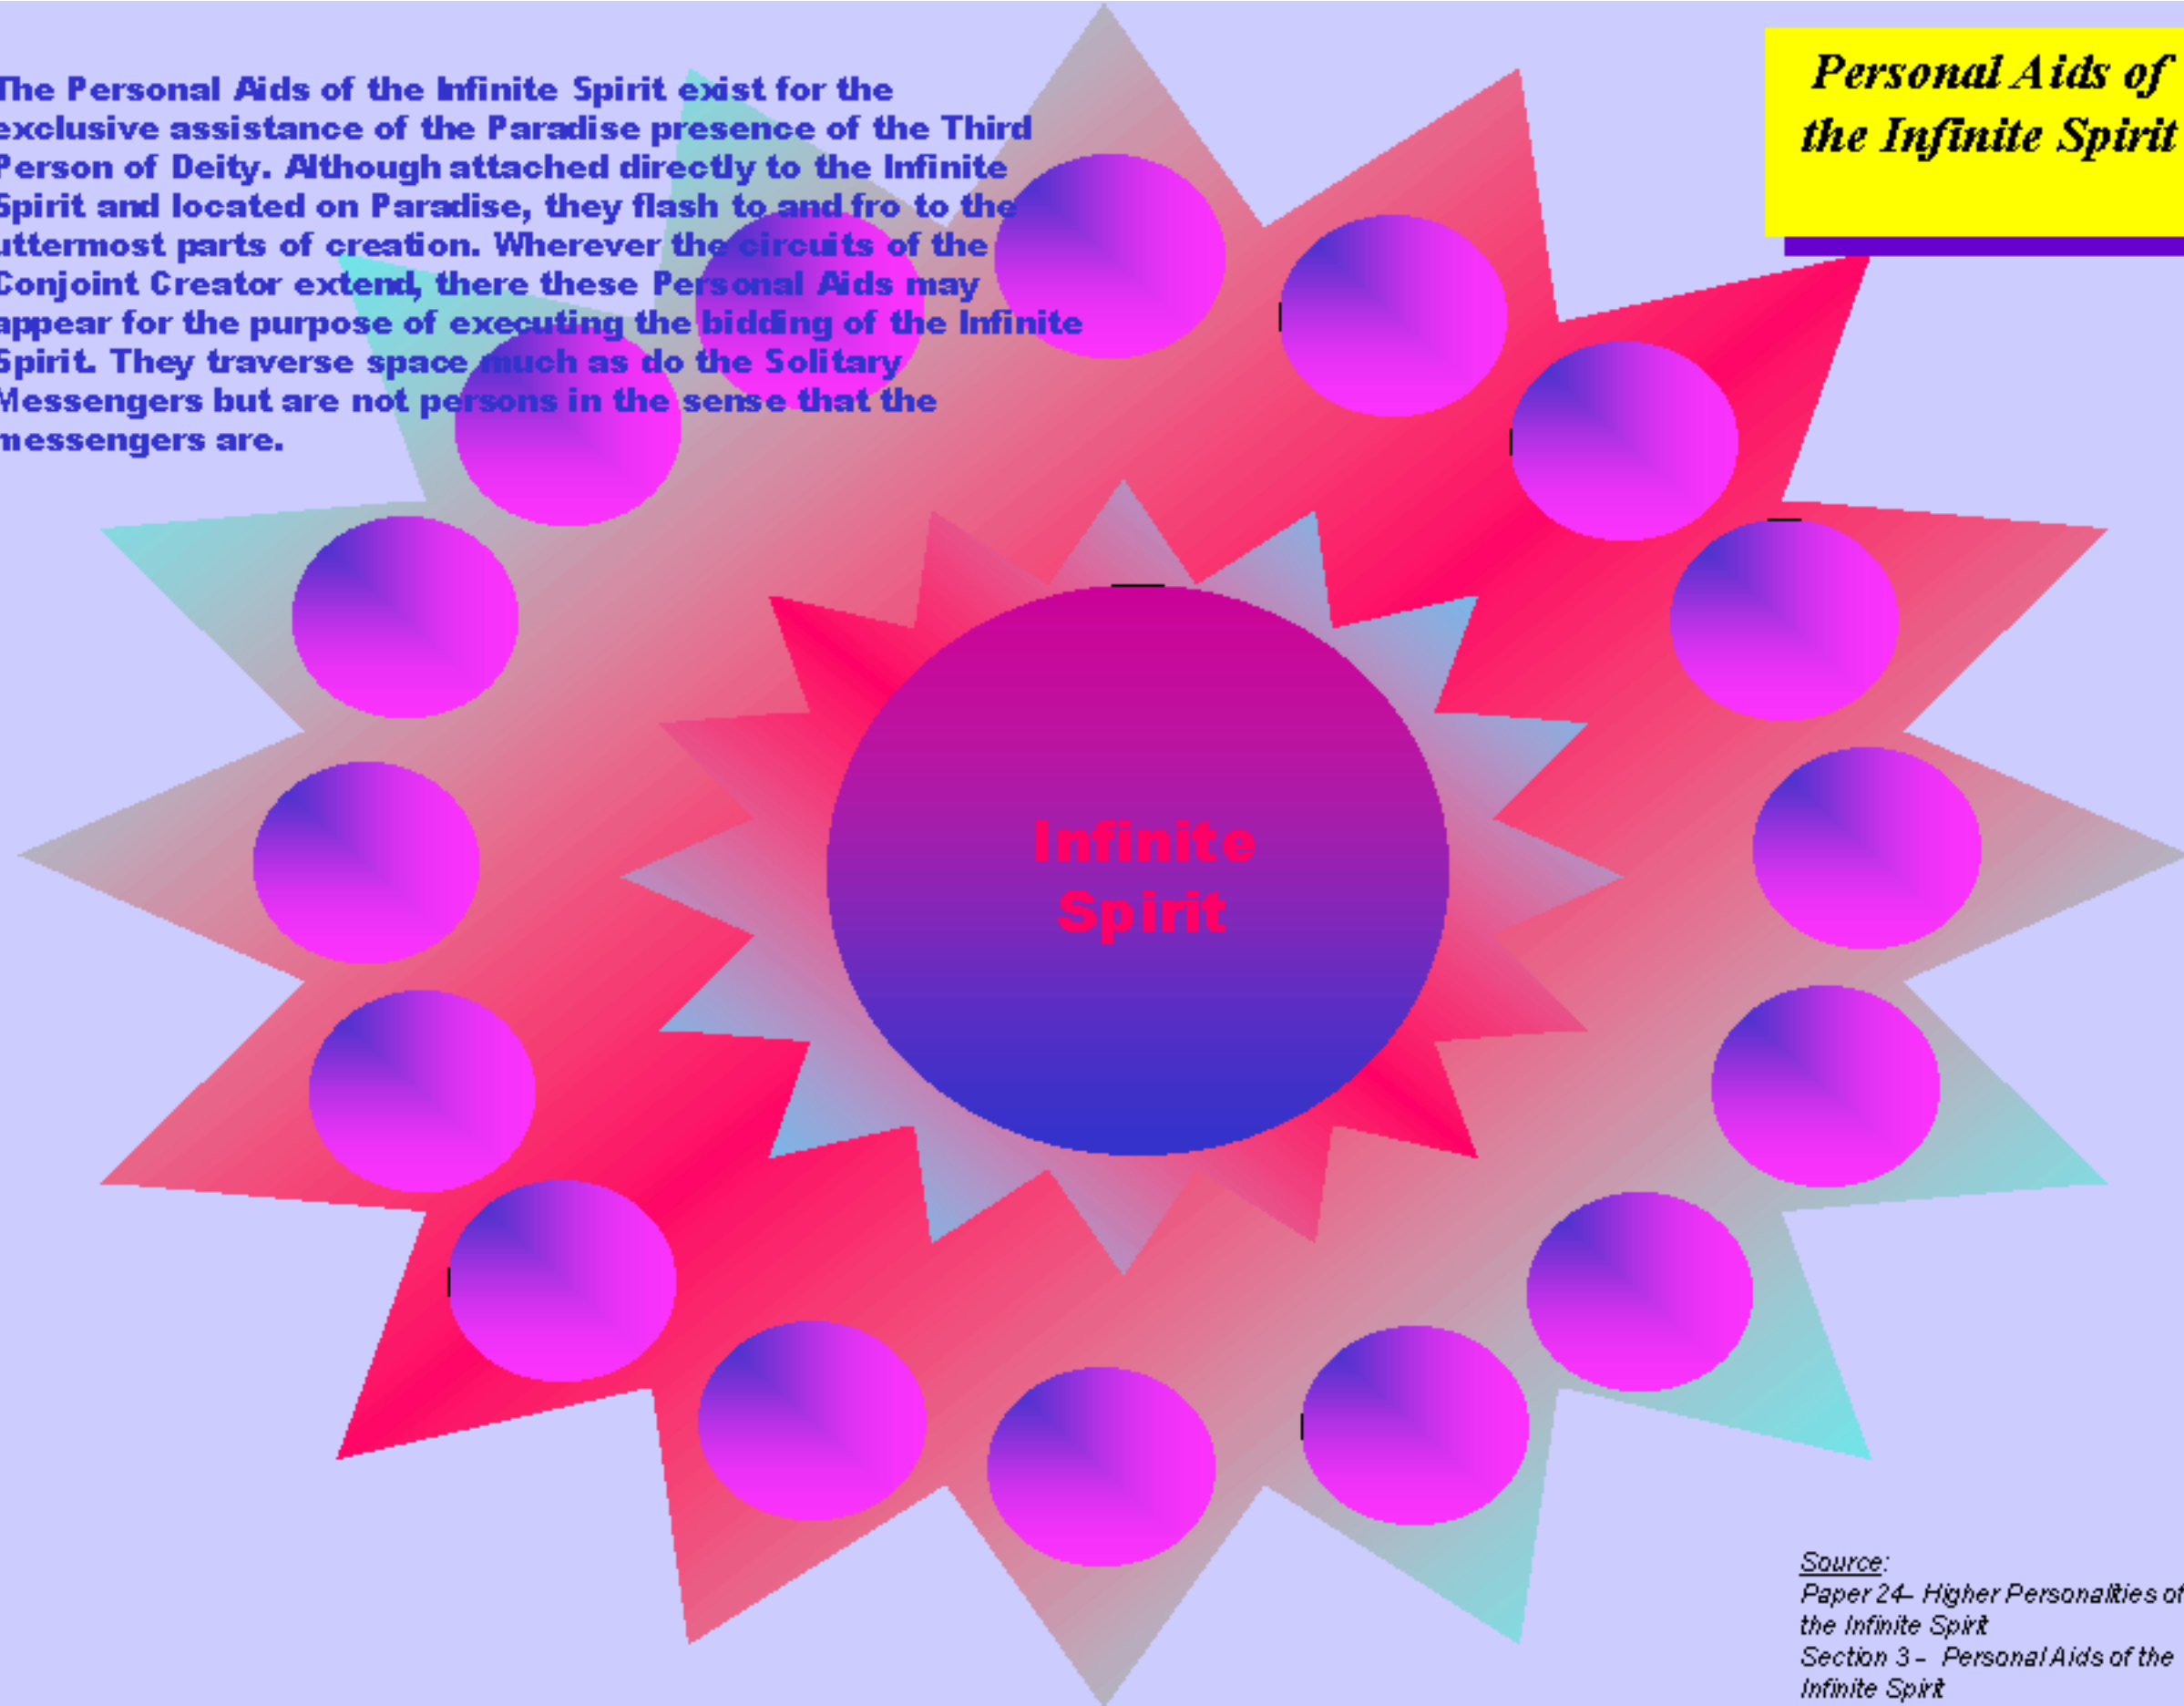 The Personal Aids of the Infinite Spirit exist for the
exclusive assistance of the Paradise presence of the Third
Person of Deity. Although attached directly to the Infinite
Spirit and located on Paradise, they flash to and fro to the
uttermost parts of creation. Wherever the circuits of the
Conjoint Creator extend, there these Personal Aids may
appear for the purpose of executing the bidding of the Infinite
Spirit. They traverse space much as do the Solitary
Messengers but are not persons in the sense that the
messengers are.
Personal Aids of
the Infinite Spirit
Infinite
Spirit
Source:
Paper 24– Higher Personalities of
the Infinite Spirit
Section 3 – Personal Aids of the
Infinite Spirit